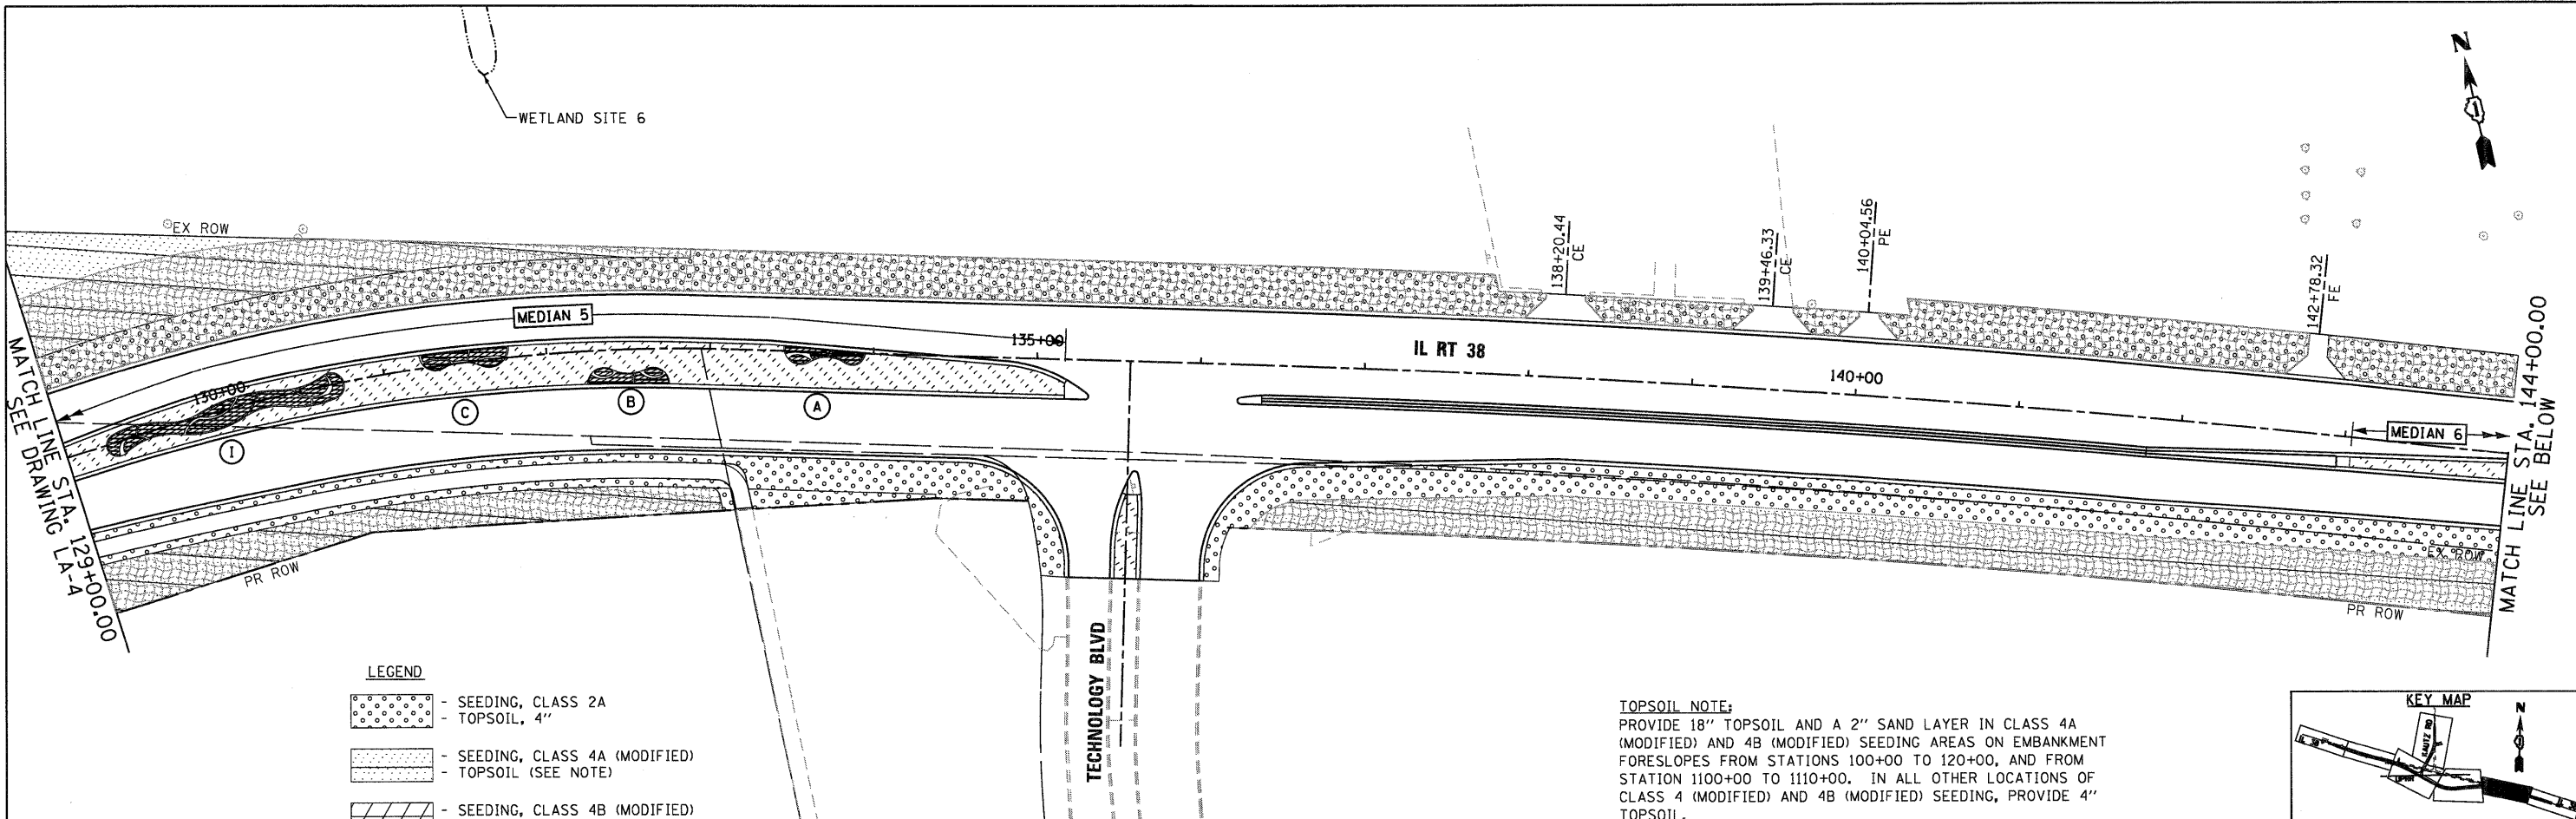 N
WETLAND SITE 6
EX ROW
138+20.44
CE
139+46.33
CE
140+04.56
PE
142+78.32
FE
MEDIAN 5
135+00
IL RT 38
140+00
130+00
C
B
A
I
MEDIAN 6
MATCH LINE STA. 129+00.00
SEE DRAWING LA-4
MATCH LINE STA. 144+00.00
SEE BELOW
EX ROW
PR ROW
PR ROW
TECHNOLOGY BLVD
LEGEND
- SEEDING, CLASS 2A
- TOPSOIL, 4"
- SEEDING, CLASS 4A (MODIFIED)
- TOPSOIL (SEE NOTE)
- SEEDING, CLASS 4B (MODIFIED)
TOPSOIL NOTE:
PROVIDE 18" TOPSOIL AND A 2" SAND LAYER IN CLASS 4A
(MODIFIED) AND 4B (MODIFIED) SEEDING AREAS ON EMBANKMENT
FORESLOPES FROM STATIONS 100+00 TO 120+00, AND FROM
STATION 1100+00 TO 1110+00. IN ALL OTHER LOCATIONS OF
CLASS 4 (MODIFIED) AND 4B (MODIFIED) SEEDING, PROVIDE 4"
TOPSOIL.
KEY MAP
N
KAUTZ RD